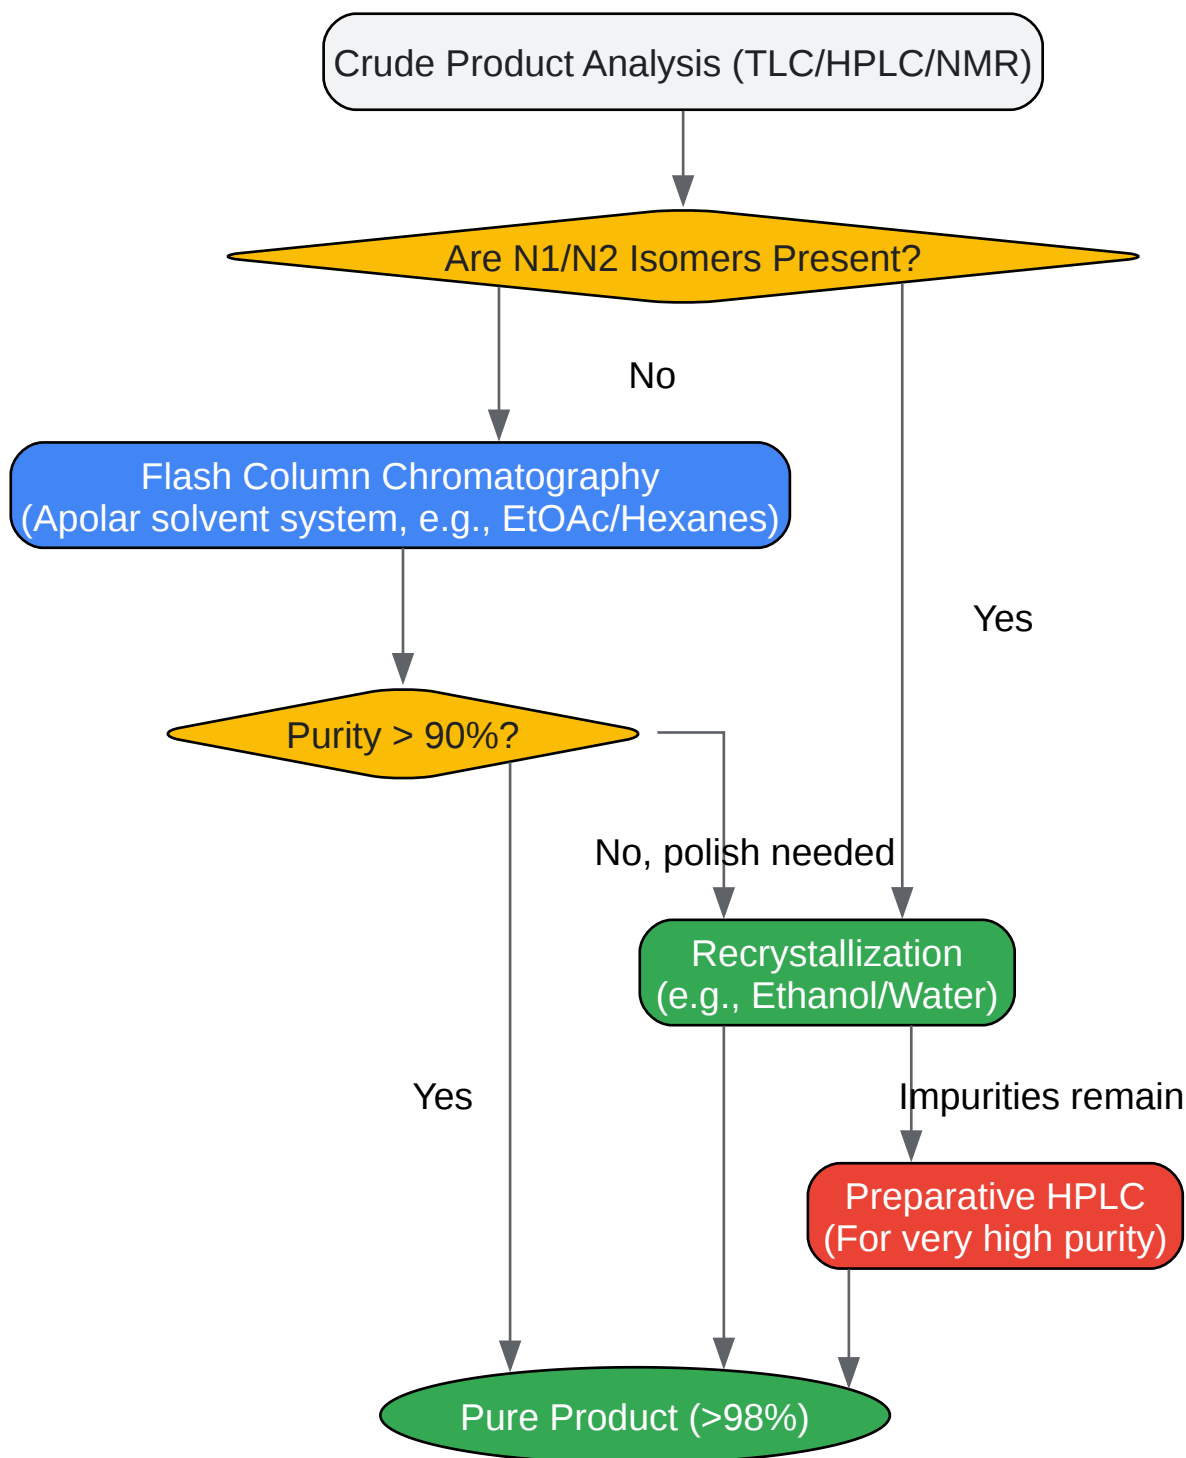 Crude Product Analysis (TLC/HPLC/NMR)
Are N1/N2 Isomers Present?
No
Flash Column Chromatography
(Apolar solvent system, e.g., EtOAc/Hexanes)
Yes
Purity > 90%?
No, polish needed
Recrystallization
(e.g., Ethanol/Water)
Yes
Impurities remain
Preparative HPLC
(For very high purity)
Pure Product (>98%)